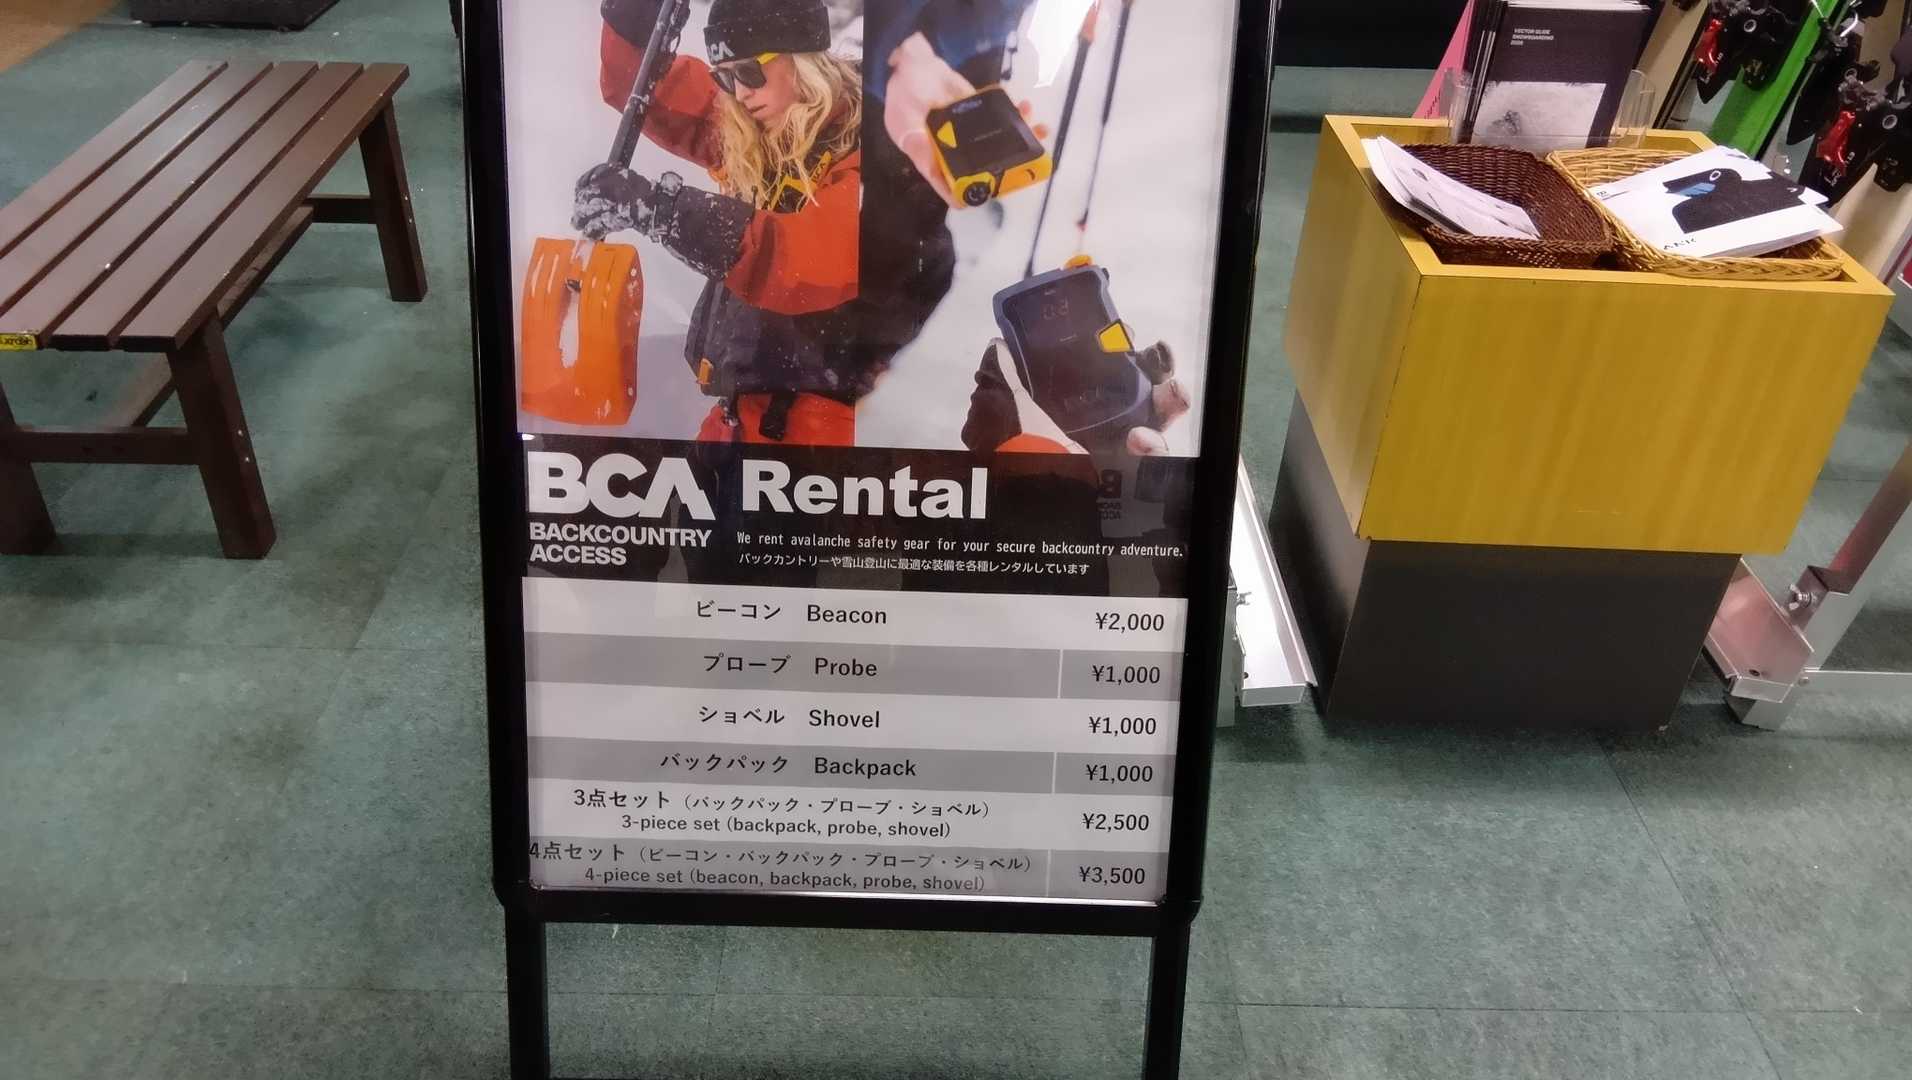 BCA
VECTOR GLIDE
SNOWBOARDING
BCA Rental
BACKCOUNTRY
ACCESS
We rent avalanche safety gear for your secure backcountry adventure.
バックカントリーや雪山登山に最適な装備を各種レンタルしています
ビーコン Beacon ¥2,000
プローブ Probe ¥1,000
ショベル Shovel ¥1,000
バックパック Backpack ¥1,000
3点セット（バックパック・プローブ・ショベル）
3-piece set (backpack, probe, shovel) ¥2,500
4点セット（ビーコン・バックパック・プローブ・ショベル）
4-piece set (beacon, backpack, probe, shovel) ¥3,500